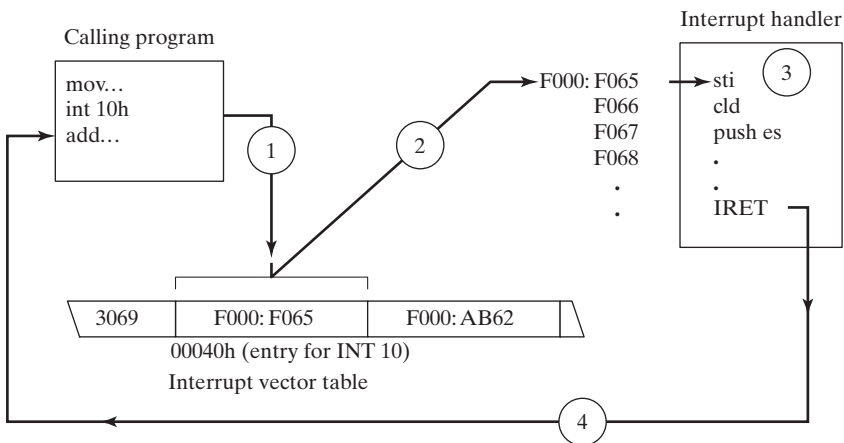 Interrupt handler
Calling program
mov...
int 10h
add...
1
2
F000: F065
F066
F067
F068
.
.
3
sti
cld
push es
.
.
IRET
3069
F000: F065
F000: AB62
00040h (entry for INT 10)
Interrupt vector table
4